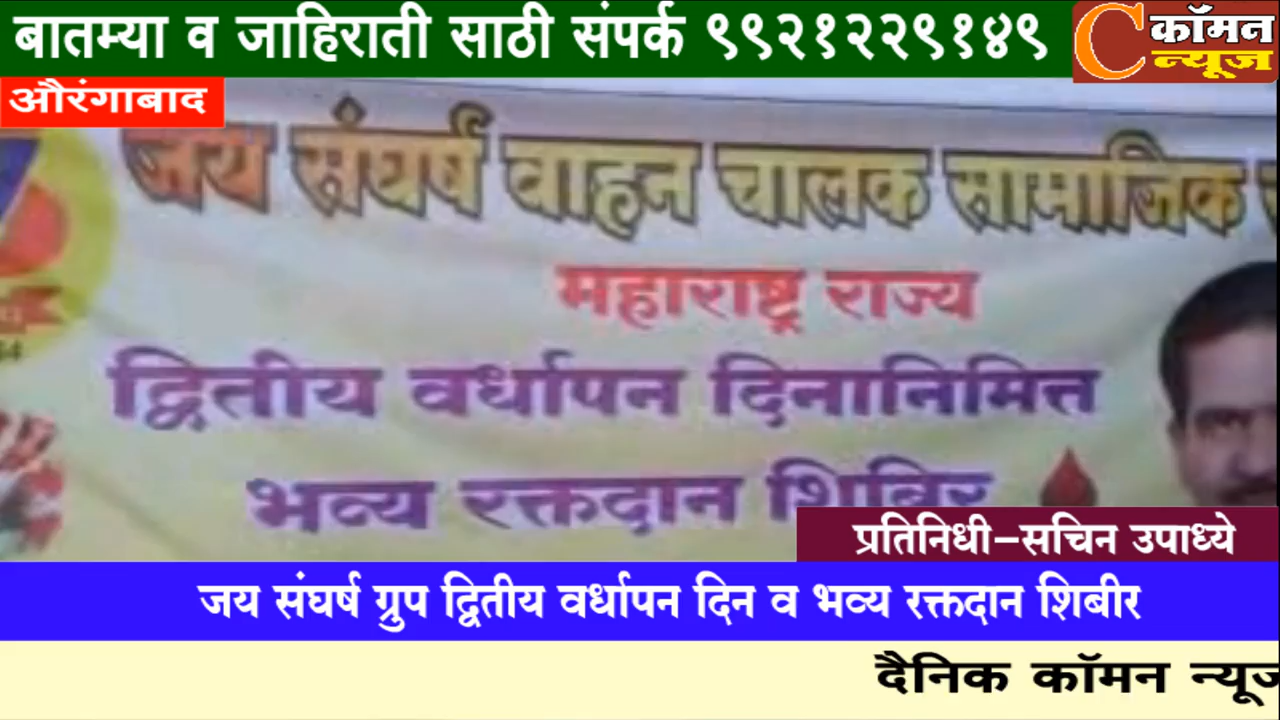 बातम्या व जाहिराती साठी संपर्क ९९२१२२९१४९
कॉमन
न्यूज
औरंगाबाद
जय संघर्ष वाहन चालक सामाजिक
महाराष्ट्र राज्य
द्वितीय वर्धापन दिनानिमित्त
भव्य रक्तदान शिबिर
प्रतिनिधी-सचिन उपाध्ये
जय संघर्ष ग्रुप द्वितीय वर्धापन दिन व भव्य रक्तदान शिबीर
दैनिक कॉमन न्यूज